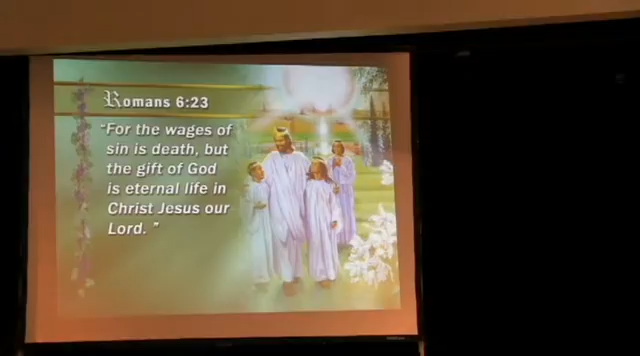 Romans 6:23
"For the wages of
sin is death, but
the gift of God
is eternal life in
Christ Jesus our
Lord. "